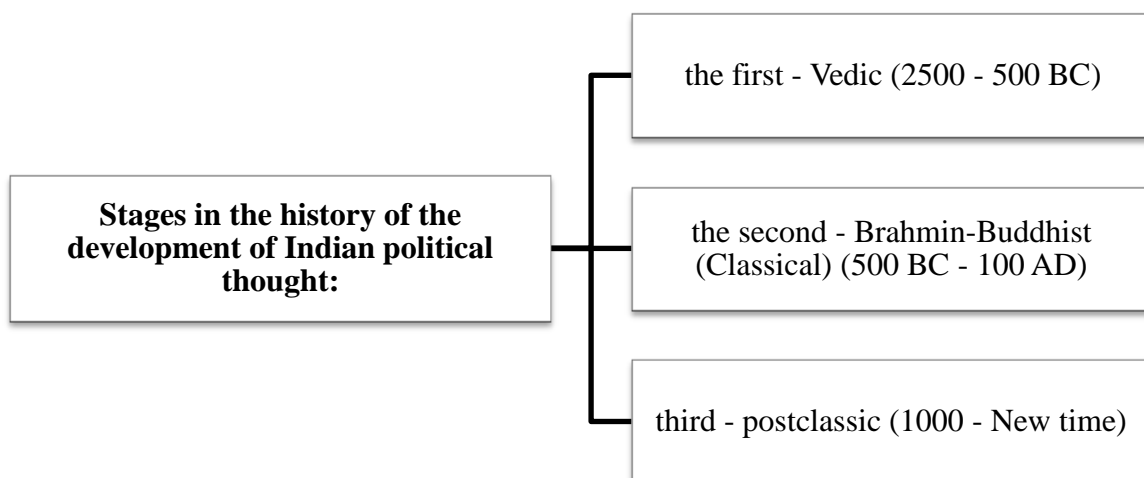 Stages in the history of the
development of Indian political
thought:
the first - Vedic (2500 - 500 BC)
the second - Brahmin-Buddhist
(Classical) (500 BC - 100 AD)
third - postclassic (1000 - New time)